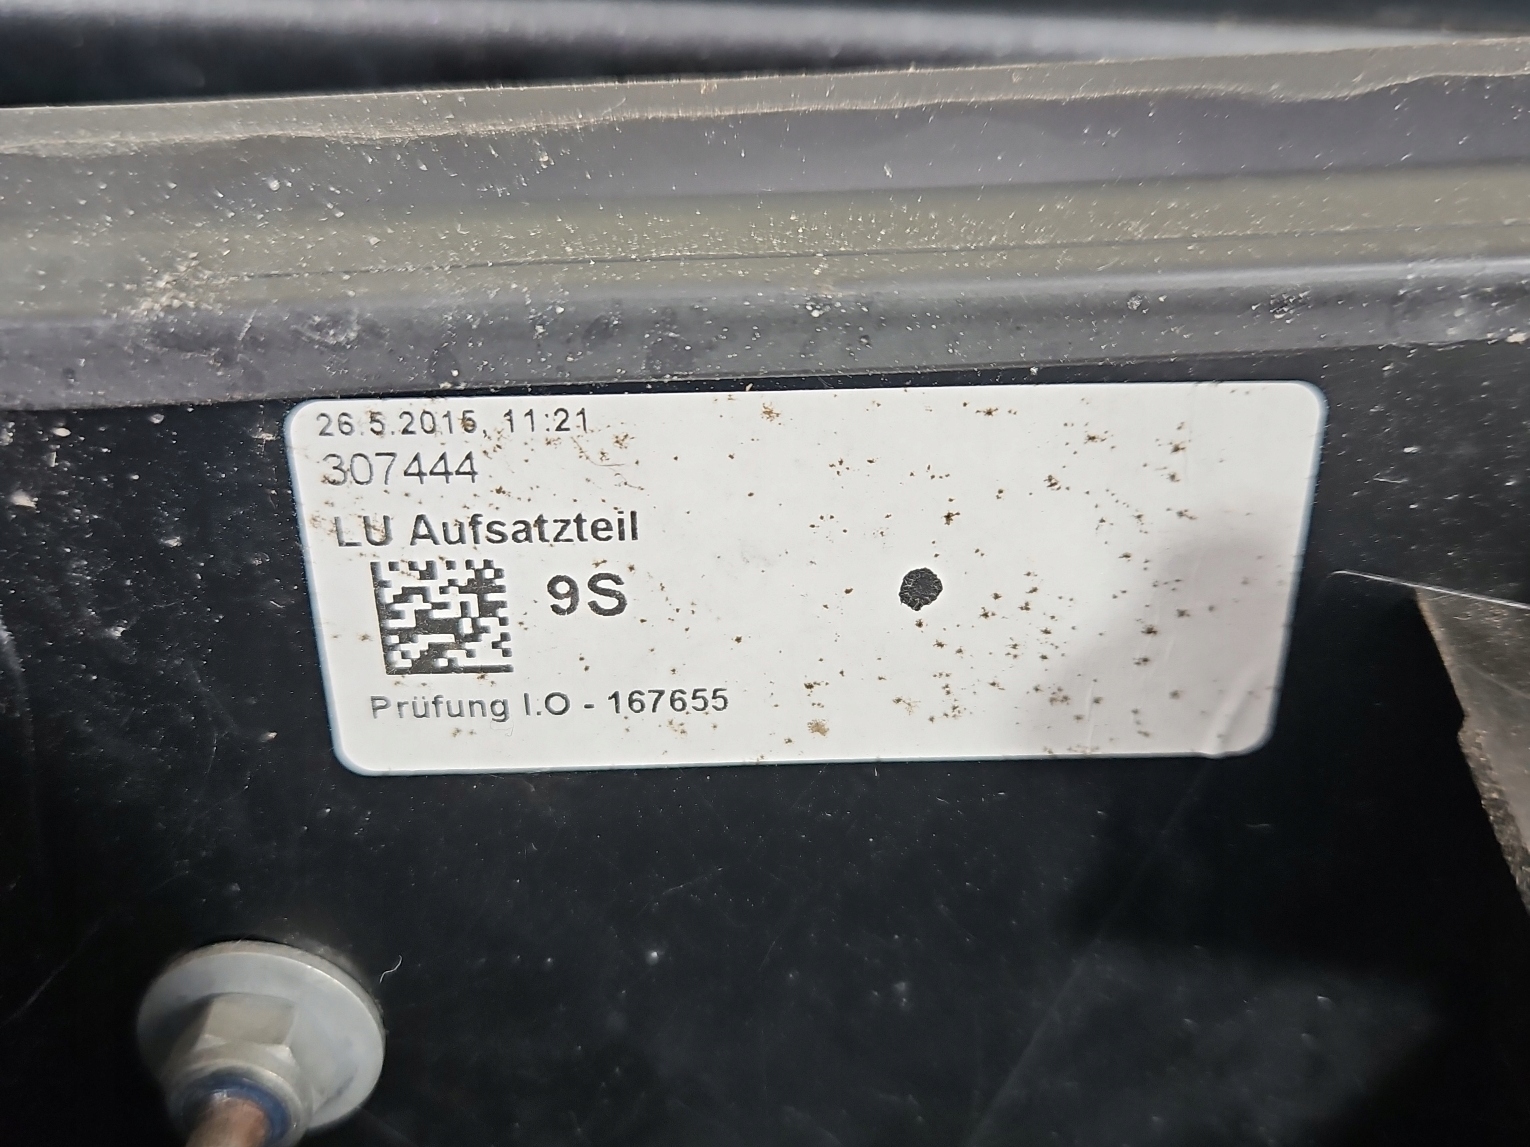 26.5.2015, 11:21
307444
LU Aufsatzteil
9S
Prüfung I.O - 167655